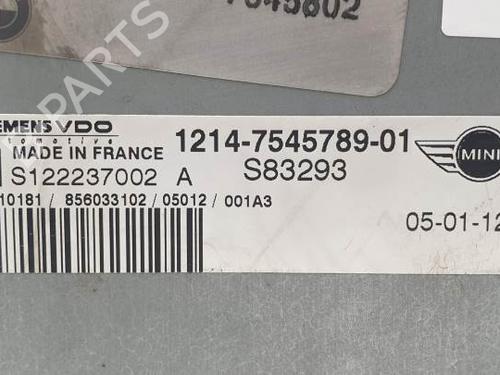 7545802
EMENS VDO
automotive
MADE IN FRANCE
1214-7545789-01
MINI
S122237002 A
S83293
10181 / 856033102 / 05012 / 001A3
05-01-12
PARTS